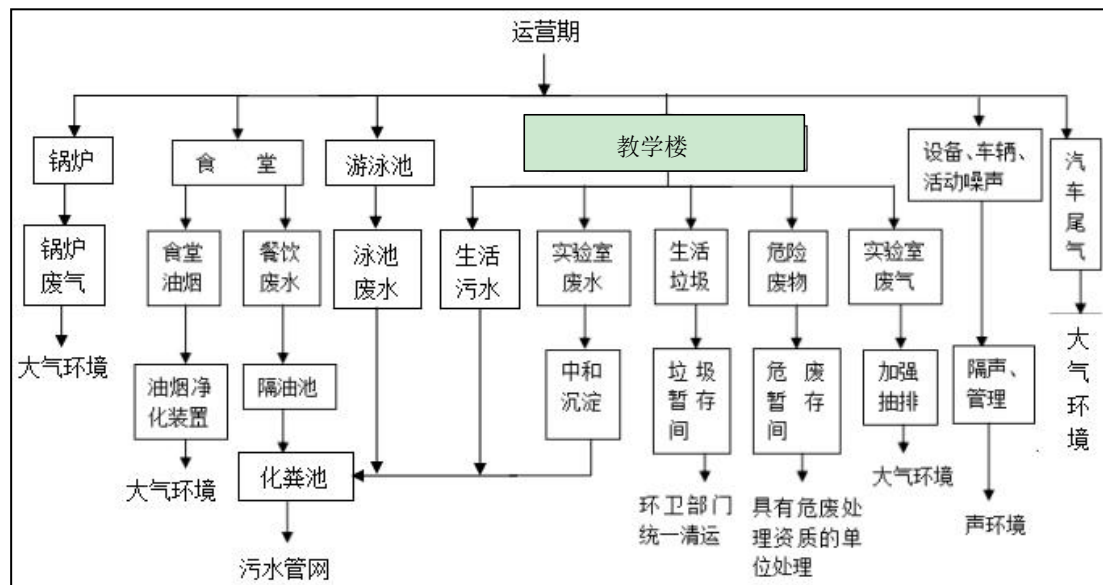 运营期
锅炉
食 堂
游泳池
教学楼
设备、车辆、
活动噪声
汽
车
尾
气
锅炉
废气
食堂
油烟
餐饮
废水
泳池
废水
生活
污水
实验室
废水
生活
垃圾
危险
废物
实验室
废气
大气环境
油烟净
化装置
隔油池
中和
沉淀
垃 圾
暂 存
间
危 废
暂 存
间
加强
抽排
隔声、
管理
大
气
环
境
大气环境
化粪池
环卫部门
统一清运
具有危废处
理资质的单
位处理
大气环境
声环境
污水管网